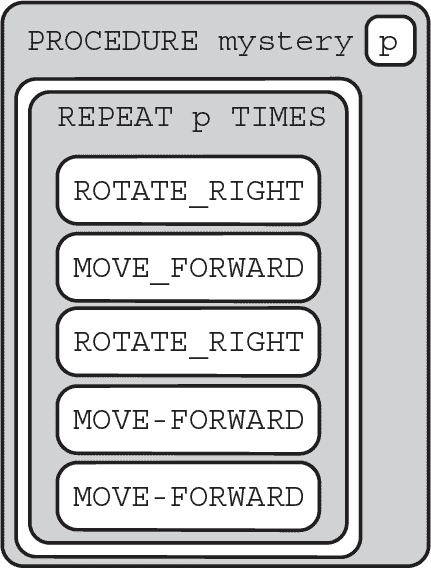 PROCEDURE mystery p
REPEAT p TIMES
ROTATE_RIGHT
MOVE_FORWARD
ROTATE_RIGHT
MOVE-FORWARD
MOVE-FORWARD